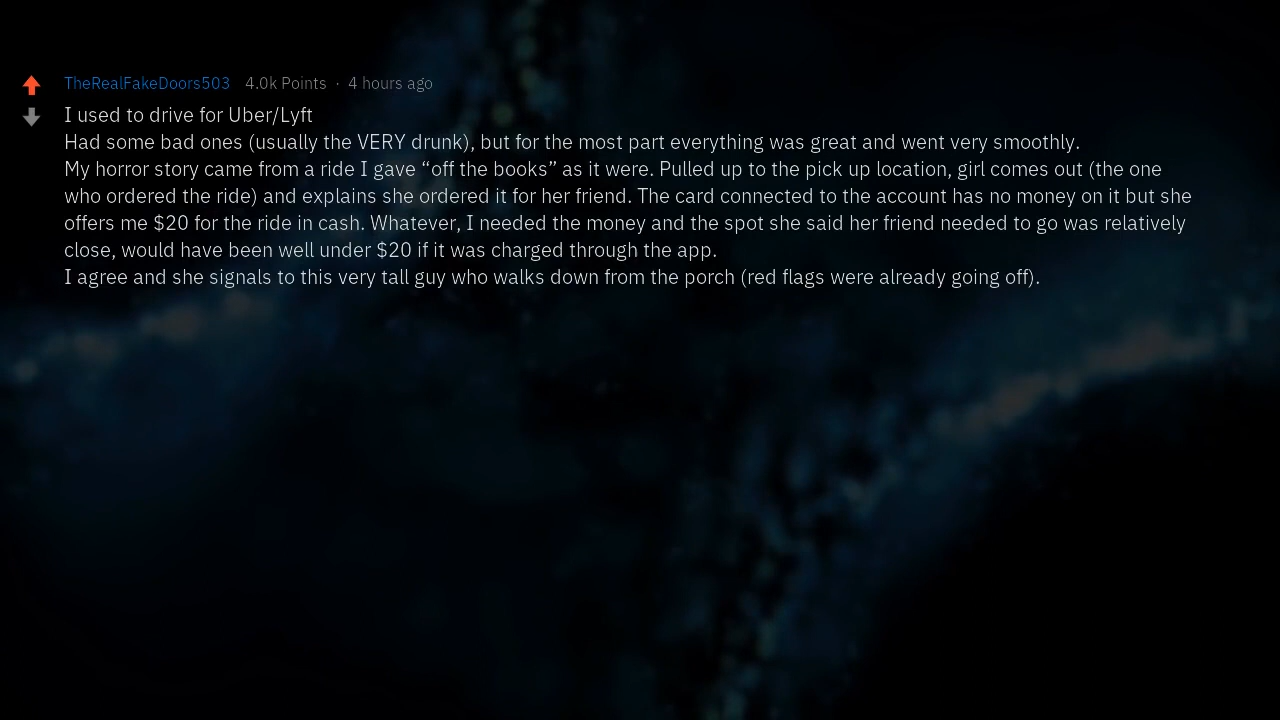 TheRealFakeDoors503 4.0k Points · 4 hours ago
I used to drive for Uber/Lyft
Had some bad ones (usually the VERY drunk), but for the most part everything was great and went very smoothly.
My horror story came from a ride I gave “off the books” as it were. Pulled up to the pick up location, girl comes out (the one
who ordered the ride) and explains she ordered it for her friend. The card connected to the account has no money on it but she
offers me $20 for the ride in cash. Whatever, I needed the money and the spot she said her friend needed to go was relatively
close, would have been well under $20 if it was charged through the app.
I agree and she signals to this very tall guy who walks down from the porch (red flags were already going off).